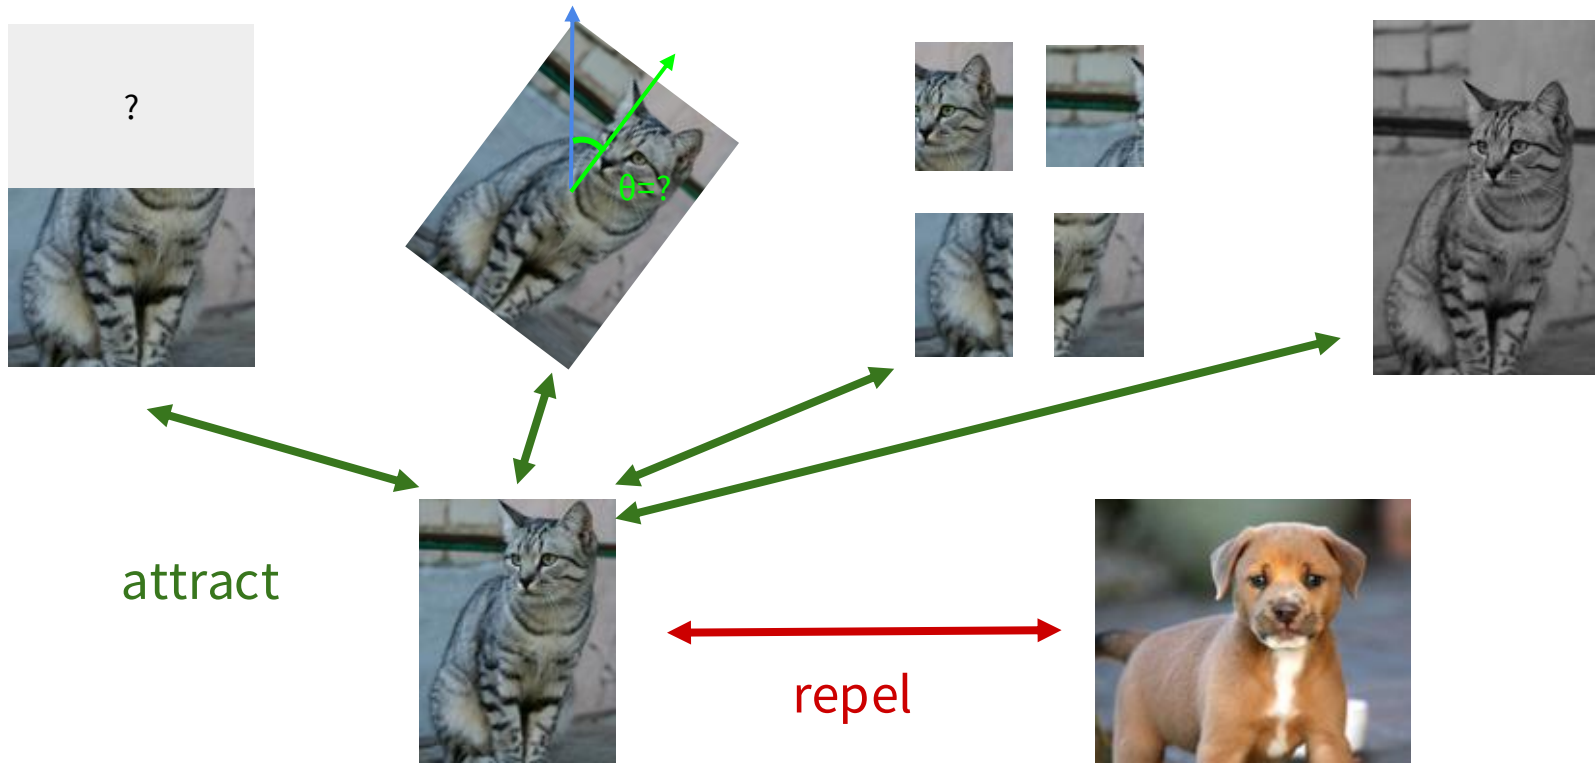 ?
θ=?
attract
repel